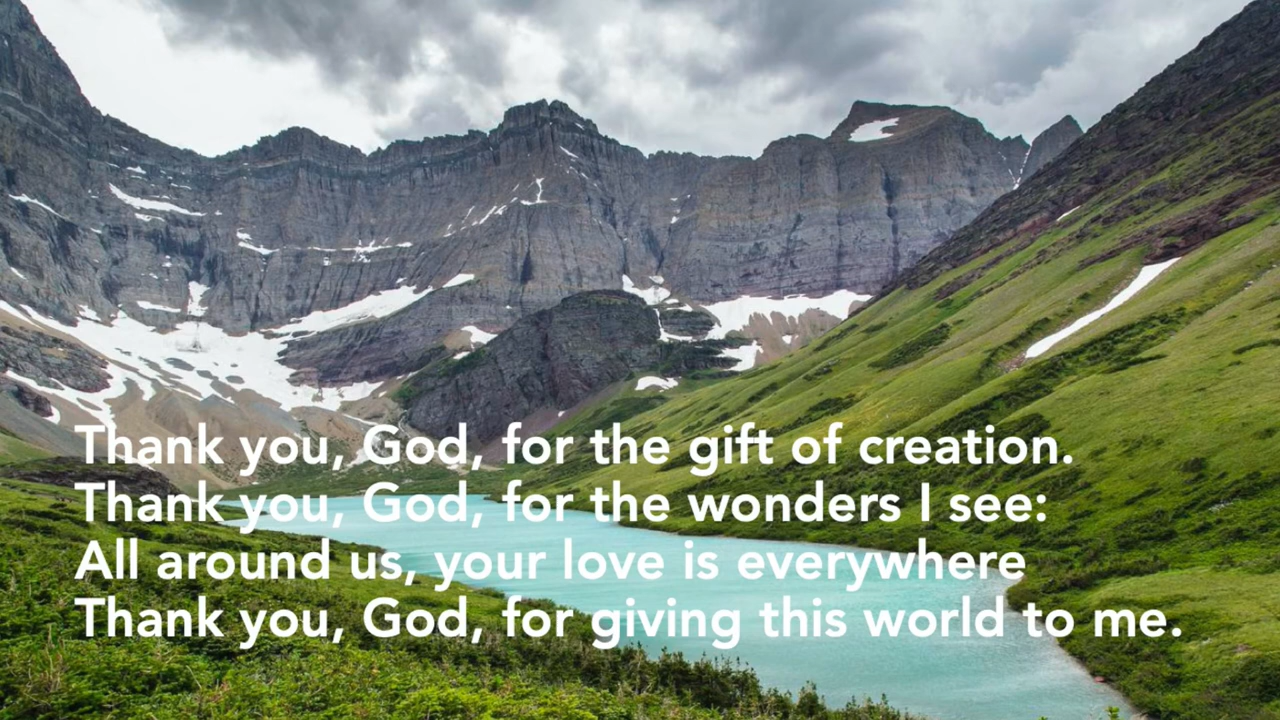 Thank you, God, for the gift of creation.
Thank you, God, for the wonders I see:
All around us, your love is everywhere
Thank you, God, for giving this world to me.